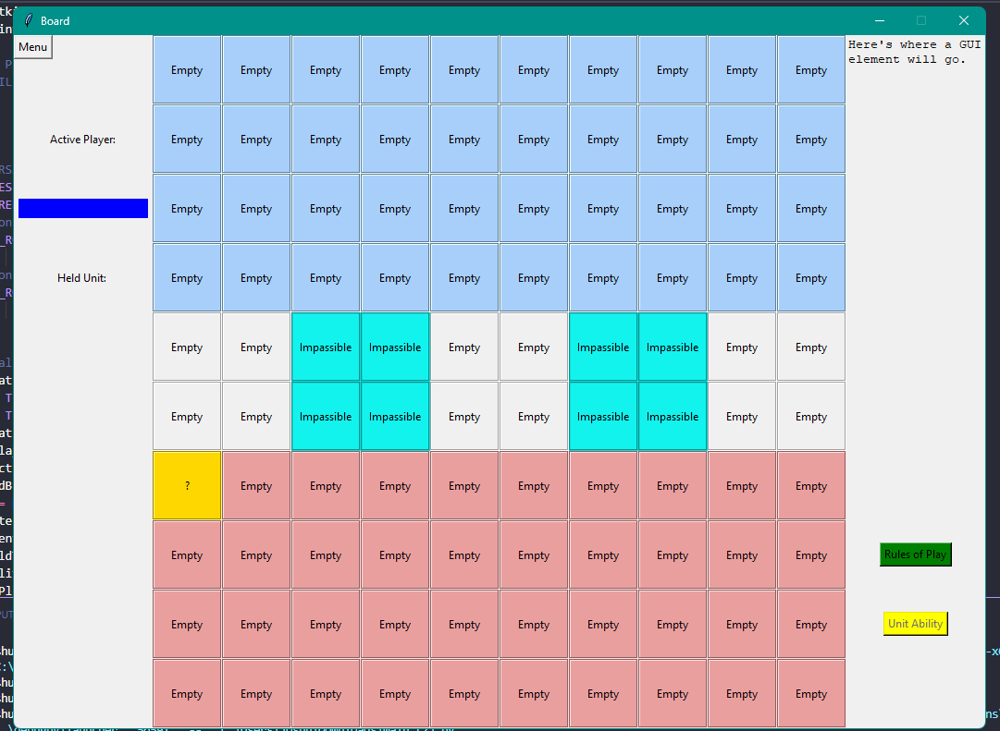 Board
Menu
Empty Empty Empty Empty Empty Empty Empty Empty Empty Empty
Here's where a GUI
element will go.
Active Player:
Empty Empty Empty Empty Empty Empty Empty Empty Empty Empty
Empty Empty Empty Empty Empty Empty Empty Empty Empty Empty
Held Unit:
Empty Empty Empty Empty Empty Empty Empty Empty Empty Empty
Empty Empty Impassible Impassible Empty Empty Impassible Impassible Empty Empty
Empty Empty Impassible Impassible Empty Empty Impassible Impassible Empty Empty
? Empty Empty Empty Empty Empty Empty Empty Empty Empty
Empty Empty Empty Empty Empty Empty Empty Empty Empty Empty
Rules of Play
Empty Empty Empty Empty Empty Empty Empty Empty Empty Empty
Unit Ability
Empty Empty Empty Empty Empty Empty Empty Empty Empty Empty